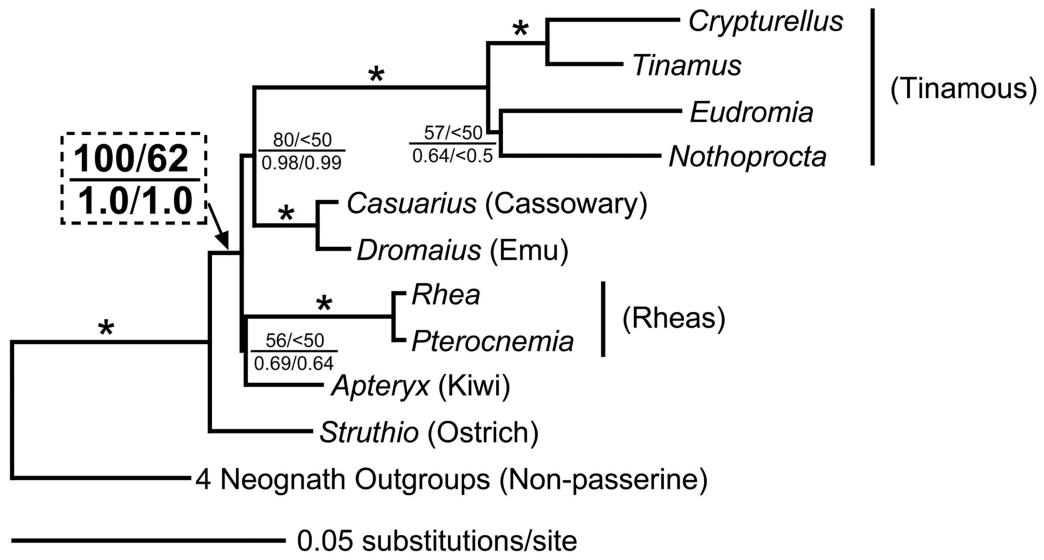 Crypturellus
*
Tinamus
*
(Tinamous)
Eudromia
80/<50
0.98/0.99
57/<50
0.64/<0.5
Nothoprocta
100/62
1.0/1.0
Casuarius (Cassowary)
*
Dromaius (Emu)
Rhea
*
(Rheas)
Pterocnemia
*
56/<50
0.69/0.64
Apteryx (Kiwi)
Struthio (Ostrich)
4 Neognath Outgroups (Non-passerine)
0.05 substitutions/site